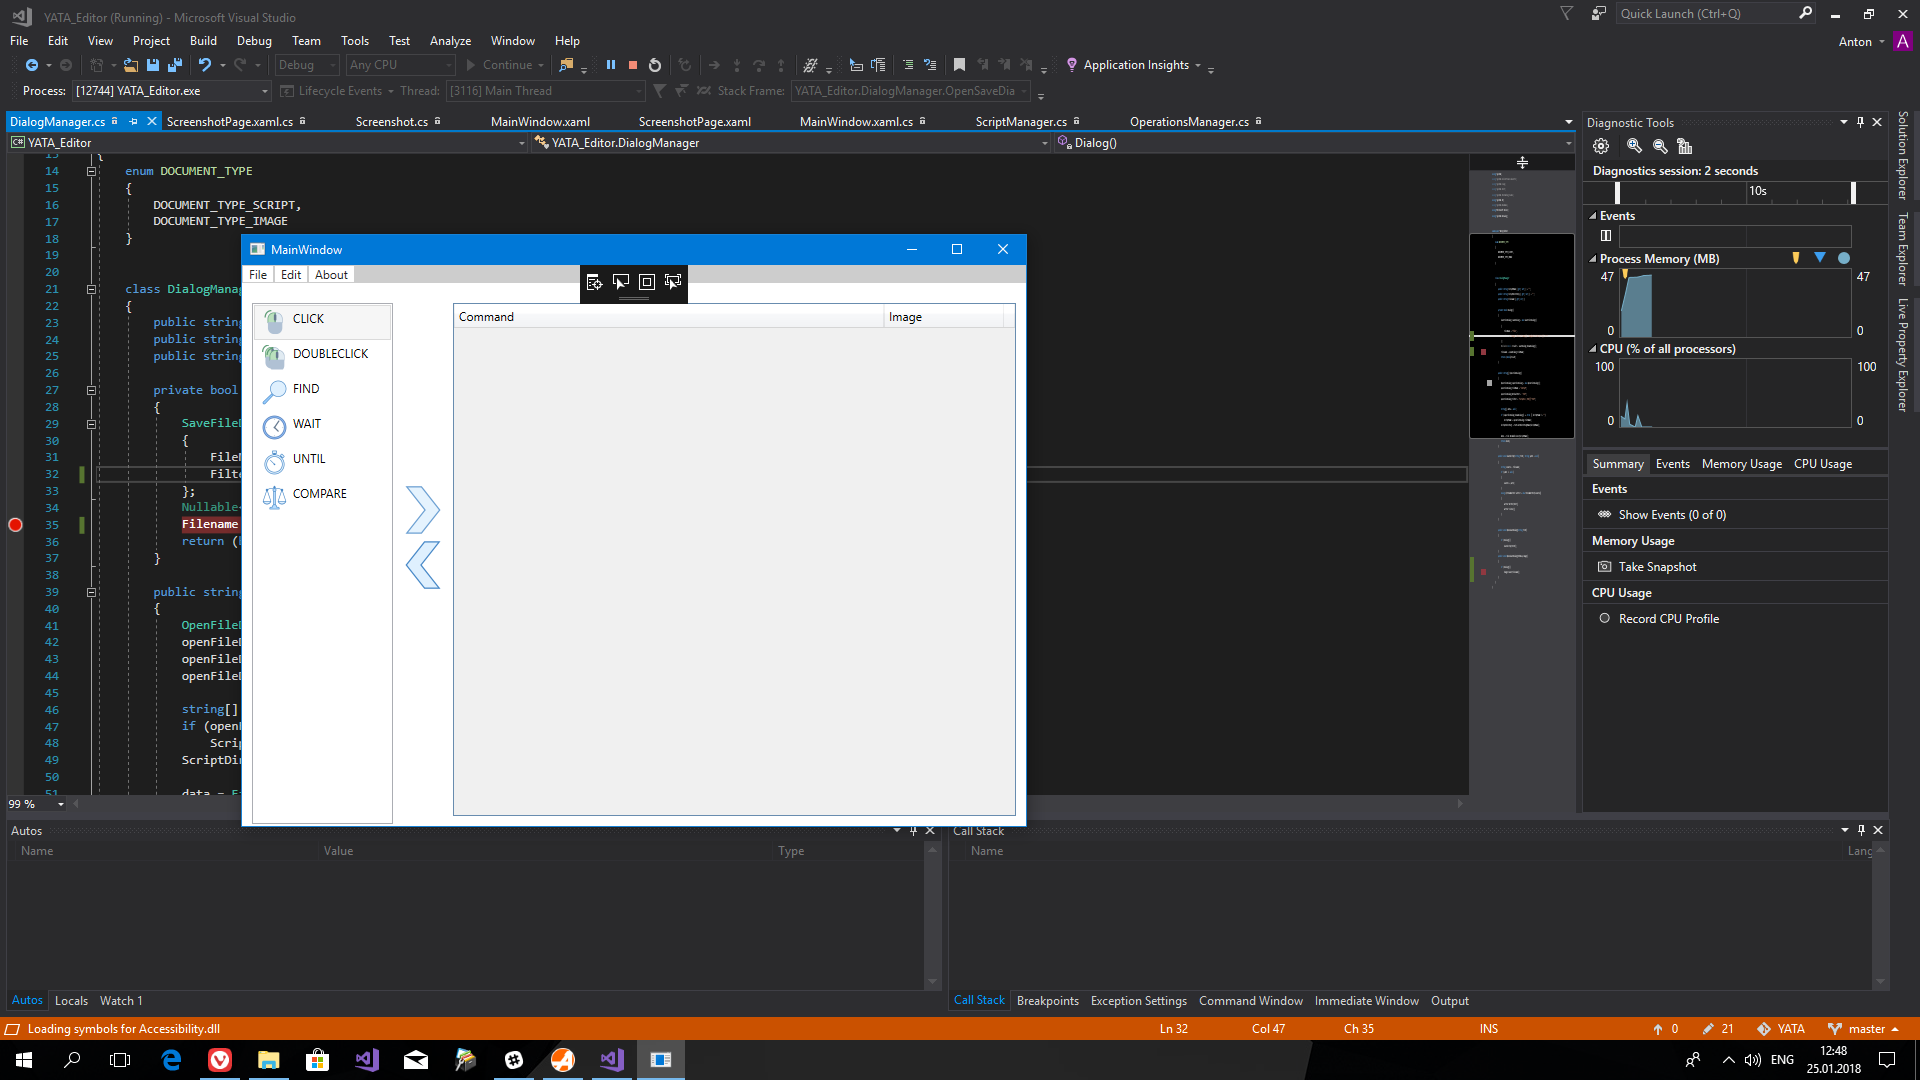 YATA_Editor (Running) - Microsoft Visual Studio
Quick Launch (Ctrl+Q)
File Edit View Project Build Debug Team Tools Test Analyze Window Help
Anton A
Debug Any CPU Continue Application Insights
Process: [12744] YATA_Editor.exe Lifecycle Events Thread: [3116] Main Thread Stack Frame: YATA_Editor.DialogManager.OpenSaveDia
DialogManager.cs ScreenshotPage.xaml.cs Screenshot.cs MainWindow.xaml ScreenshotPage.xaml MainWindow.xaml.cs ScriptManager.cs OperationsManager.cs
YATA_Editor YATA_Editor.DialogManager Dialog()
13 {
14 enum DOCUMENT_TYPE
15 {
16 DOCUMENT_TYPE_SCRIPT,
17 DOCUMENT_TYPE_IMAGE
18 }
19
20
21 class DialogMana
22 {
23 public string
24 public string
25 public string
26
27 private bool
28 {
29 SaveFile
30 {
31 File
32 Filte
33 };
34 Nullable
35 Filename
36 return (
37 }
38
39 public string
40 {
41 OpenFile
42 openFile
43 openFile
44 openFile
45
46 string[]
47 if (open
48 Scrip
49 ScriptDi
50
51 data = F
99 %
MainWindow
File Edit About
CLICK
DOUBLECLICK
FIND
WAIT
UNTIL
COMPARE
Command Image
Diagnostic Tools
Diagnostics session: 2 seconds
10s
Events
Process Memory (MB)
47 47
0 0
CPU (% of all processors)
100 100
0 0
Summary Events Memory Usage CPU Usage
Events
Show Events (0 of 0)
Memory Usage
Take Snapshot
CPU Usage
Record CPU Profile
Solution Explorer
Team Explorer
Live Property Explorer
Autos
Name Value Type
Autos Locals Watch 1
Call Stack
Name Lang
Call Stack Breakpoints Exception Settings Command Window Immediate Window Output
Loading symbols for Accessibility.dll
Ln 32 Col 47 Ch 35 INS 0 21 YATA master
ENG
12:48
25.01.2018